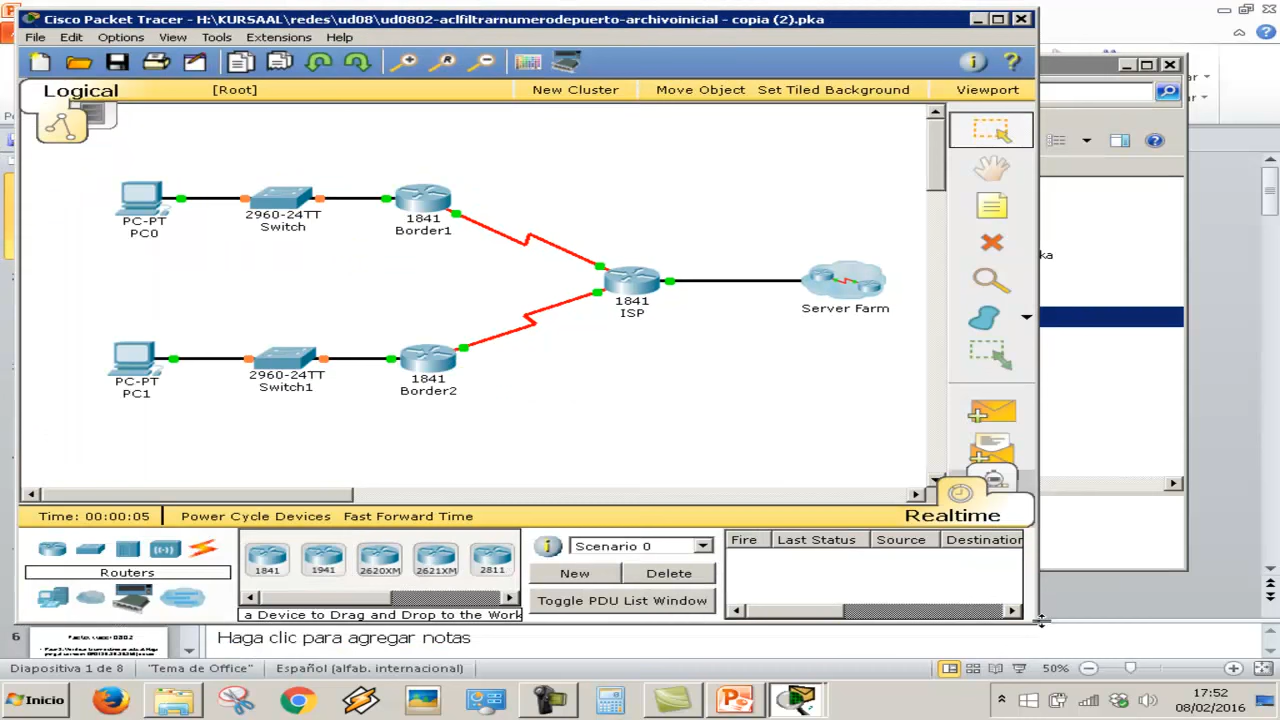 Cisco Packet Tracer - H:\KURSAAL\redes\ud08\ud0802-aclfiltrarnumerodepuerto-archivoinicial - copia (2).pka
File Edit Options View Tools Extensions Help
Logical [Root] New Cluster Move Object Set Tiled Background Viewport
PC-PT
PC0
2960-24TT
Switch
1841
Border1
1841
ISP
Server Farm
ka
PC-PT
PC1
2960-24TT
Switch1
1841
Border2
Time: 00:00:05 Power Cycle Devices Fast Forward Time Realtime
Routers
1841 1941 2620XM 2621XM 2811
a Device to Drag and Drop to the Work
Scenario 0
New Delete
Toggle PDU List Window
Fire Last Status Source Destination
6
Haga clic para agregar notas
Diapositiva 1 de 8 "Tema de Office" Español (alfab. internacional) 50%
Inicio
17:52
08/02/2016